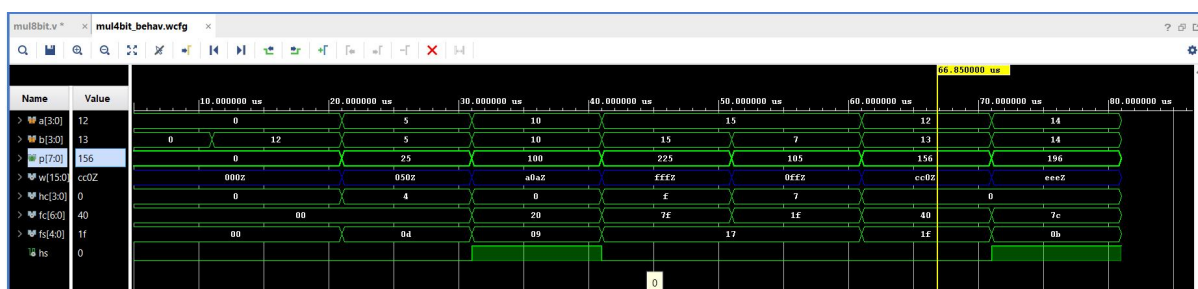 mul8bit.v * × mul4bit_behav.wcfg × ?
66.850000 us
Name Value 10.000000 us 20.000000 us 30.000000 us 40.000000 us 50.000000 us 60.000000 us 70.000000 us 80.000000 us
> a[3:0] 12 0 5 10 15 12 14
> b[3:0] 13 0 12 5 10 15 7 13 14
> p[7:0] 156 0 25 100 225 105 156 196
> w[15:0] cc0Z 000Z 050Z a0aZ fffZ 0ffZ cc0Z eeeZ
> hc[3:0] 0 0 4 0 f 7 0
> fc[6:0] 40 00 20 7f 1f 40 7c
> fs[4:0] 1f 00 0d 09 17 1f 0b
hs 0
0